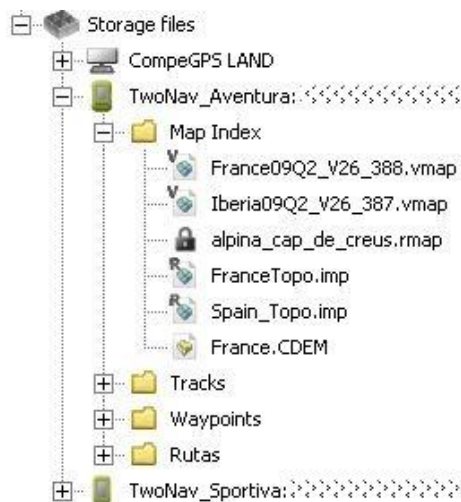 Storage files
CompeGPS LAND
TwoNav_Aventura:
Map Index
France09Q2_V26_388.vmap
Iberia09Q2_V26_387.vmap
alpina_cap_de_creus.rmap
FranceTopo.imp
Spain_Topo.imp
France.CDEM
Tracks
Waypoints
Rutas
TwoNav_Sportiva: